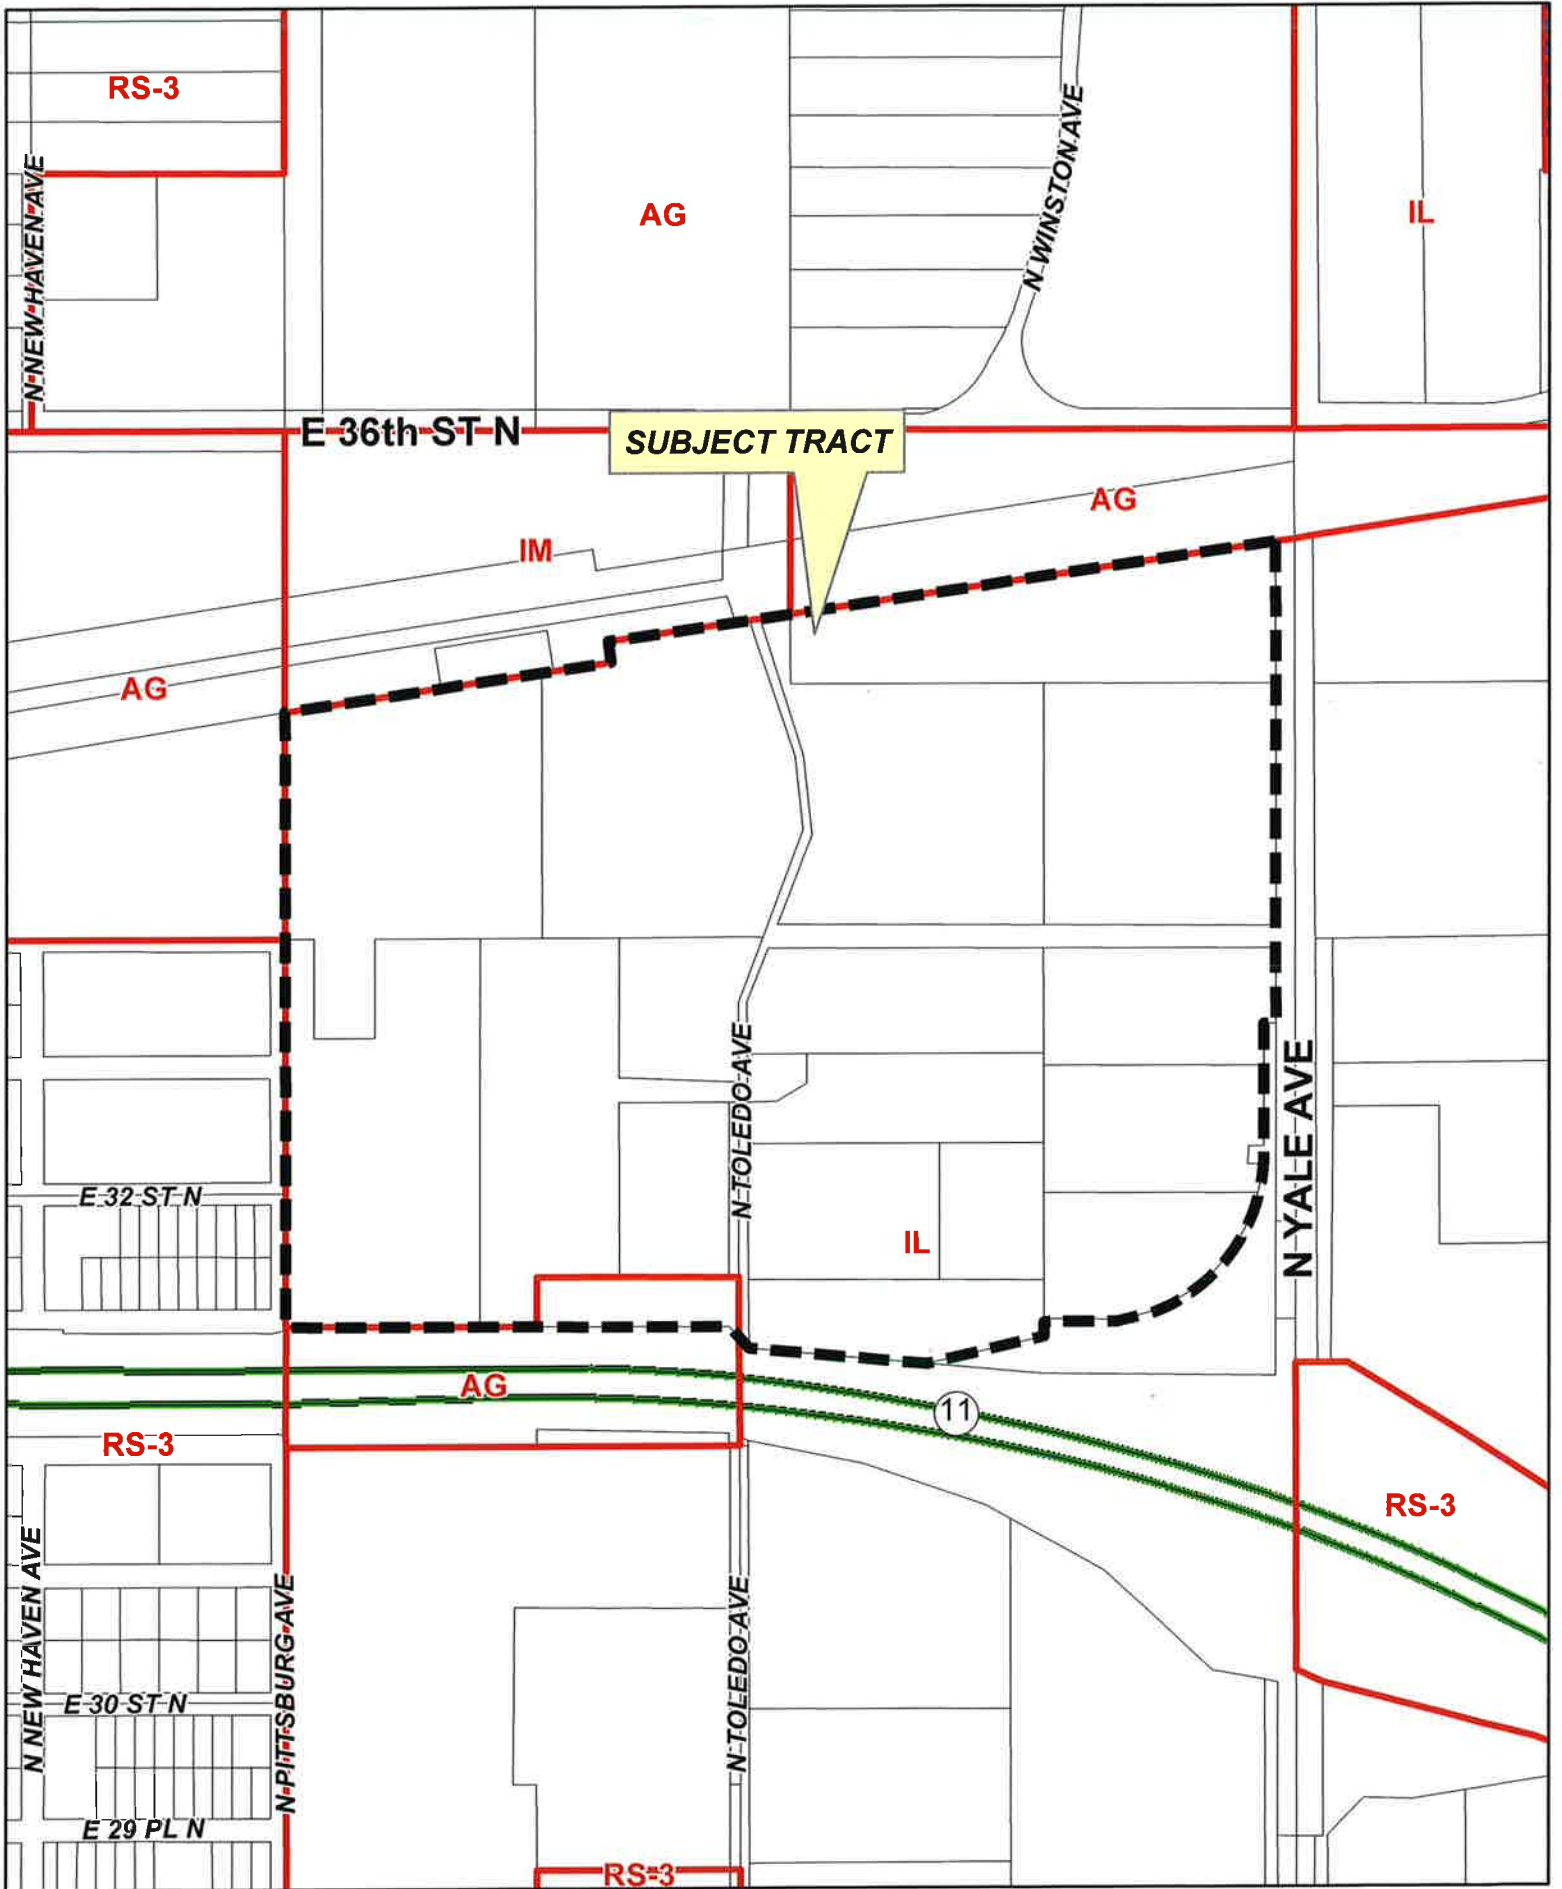 RS-3
N NEW HAVEN AVE
AG
N WINSTON AVE
IL
E 36th ST N
SUBJECT TRACT
AG
IM
AG
N TOLEDO AVE
N YALE AVE
E 32 ST N
IL
AG
11
RS-3
RS-3
N NEW HAVEN AVE
N PITTSBURG AVE
N TOLEDO AVE
E 30 ST N
E 29 PL N
RS-3